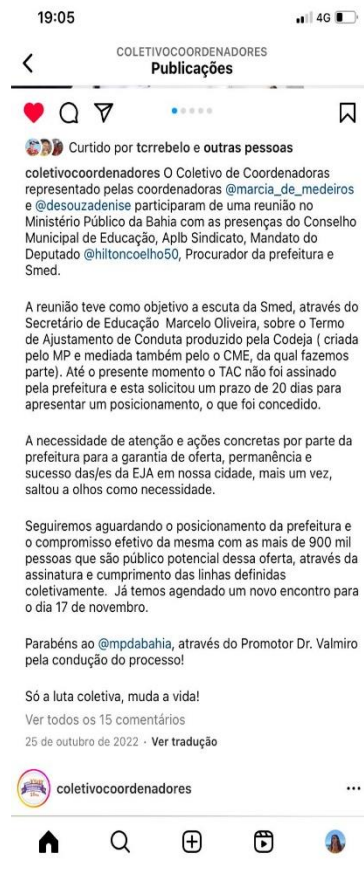 19:05
4G
COLETIVOCOORDENADORES
Publicações
Curtido por tcrrebelo e outras pessoas
coletivocoordenadores O Coletivo de Coordenadoras
representado pelas coordenadoras @marcia_de_medeiros
e @desouzadenise participaram de uma reunião no
Ministério Público da Bahia com as presenças do Conselho
Municipal de Educação, Aplb Sindicato, Mandato do
Deputado @hiltoncoelho50, Procurador da prefeitura e
Smed.
A reunião teve como objetivo a escuta da Smed, através do
Secretário de Educação Marcelo Oliveira, sobre o Termo
de Ajustamento de Conduta produzido pela Codeja ( criada
pelo MP e mediada também pelo o CME, da qual fazemos
parte). Até o presente momento o TAC não foi assinado
pela prefeitura e esta solicitou um prazo de 20 dias para
apresentar um posicionamento, o que foi concedido.
A necessidade de atenção e ações concretas por parte da
prefeitura para a garantia de oferta, permanência e
sucesso das/es da EJA em nossa cidade, mais um vez,
saltou a olhos como necessidade.
Seguiremos aguardando o posicionamento da prefeitura e
o compromisso efetivo da mesma com as mais de 900 mil
pessoas que são público potencial dessa oferta, através da
assinatura e cumprimento das linhas definidas
coletivamente. Já temos agendado um novo encontro para
o dia 17 de novembro.
Parabéns ao @mpdabahia, através do Promotor Dr. Valmiro
pela condução do processo!
Só a luta coletiva, muda a vida!
Ver todos os 15 comentários
25 de outubro de 2022 · Ver tradução
coletivocoordenadores